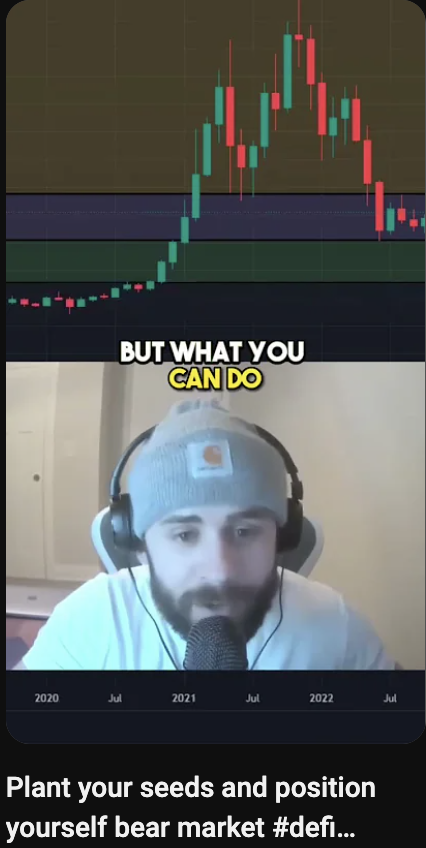 BUT WHAT YOU
CAN DO
2020 Jul 2021 Jul 2022 Jul
Plant your seeds and position
yourself bear market #defi...